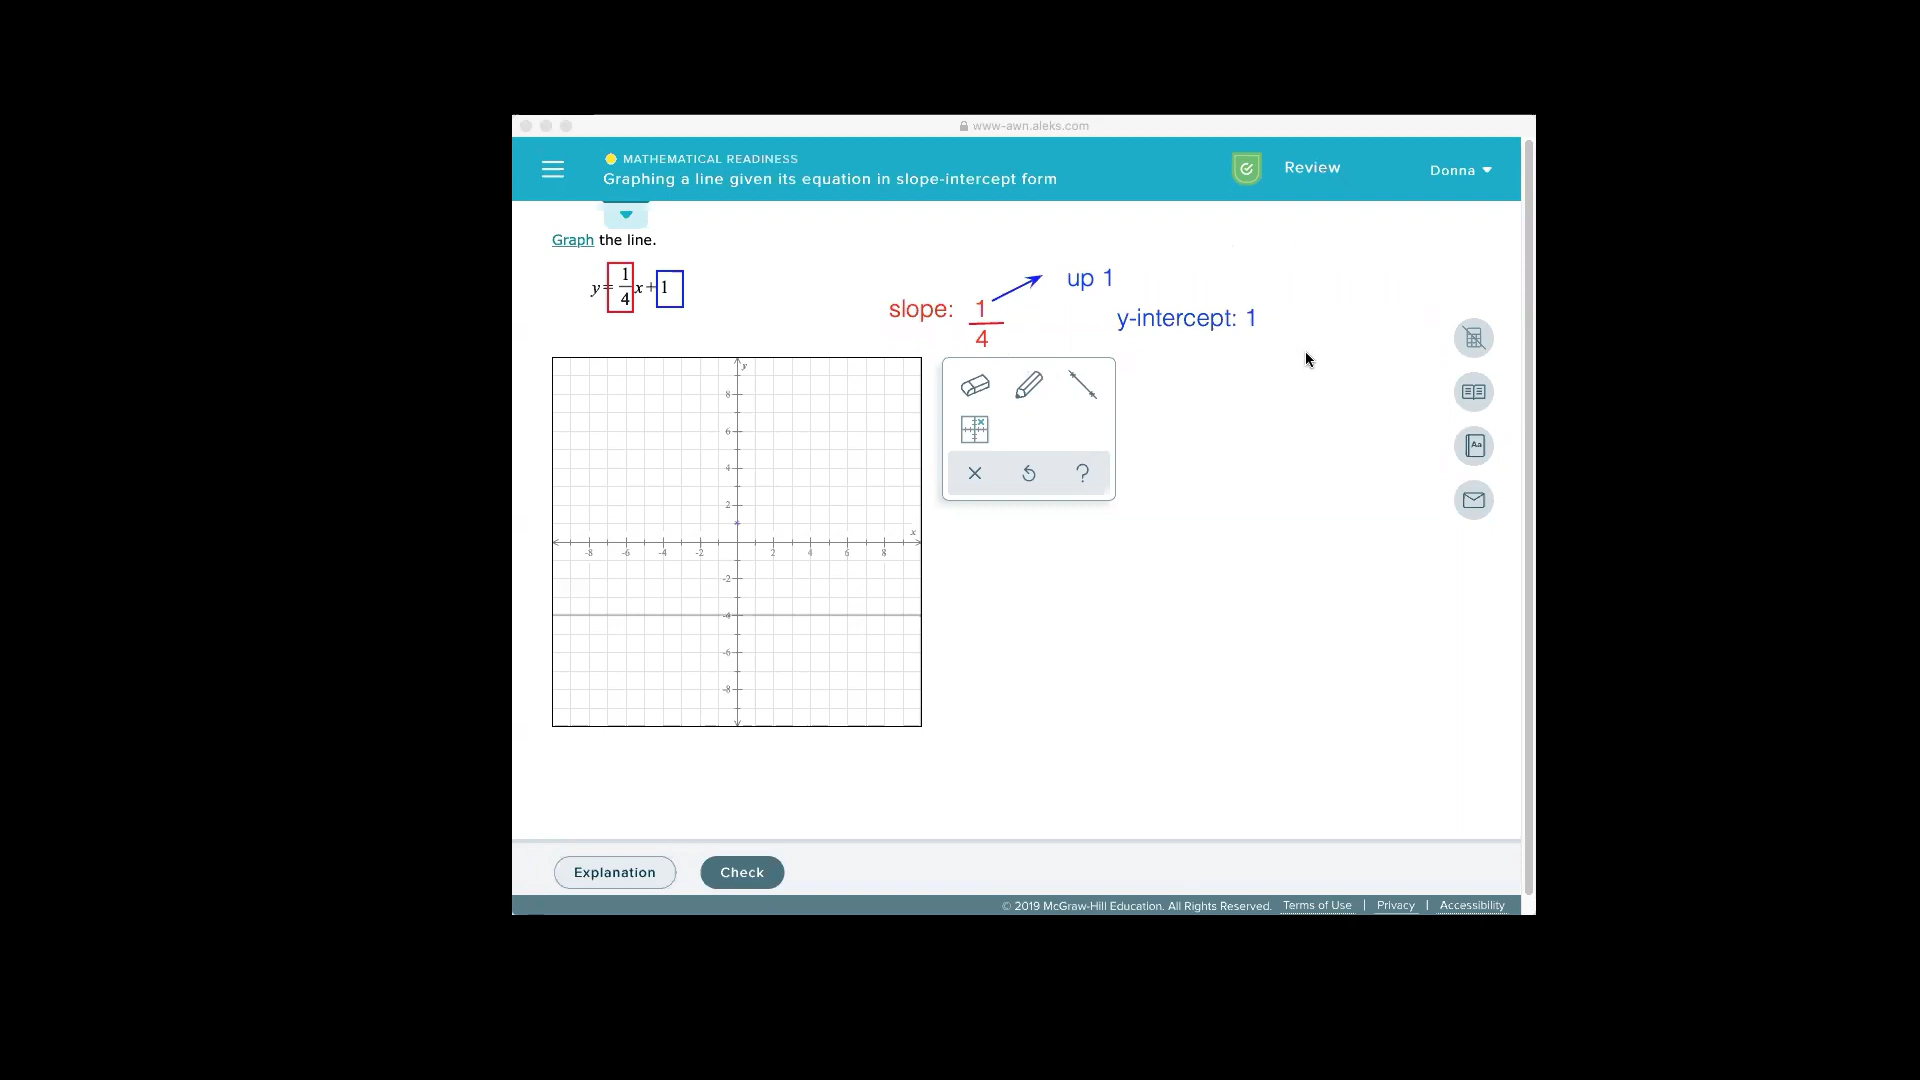 www-awn.aleks.com
MATHEMATICAL READINESS
Graphing a line given its equation in slope-intercept form
Review
Donna
Graph the line.
y=1/4x+1
slope: 1/4
up 1
y-intercept: 1
y
8
6
4
2
x
-8 -6 -4 -2 2 4 6 8
-2
-4
-6
-8
Aa
Explanation
Check
© 2019 McGraw-Hill Education. All Rights Reserved. Terms of Use | Privacy | Accessibility